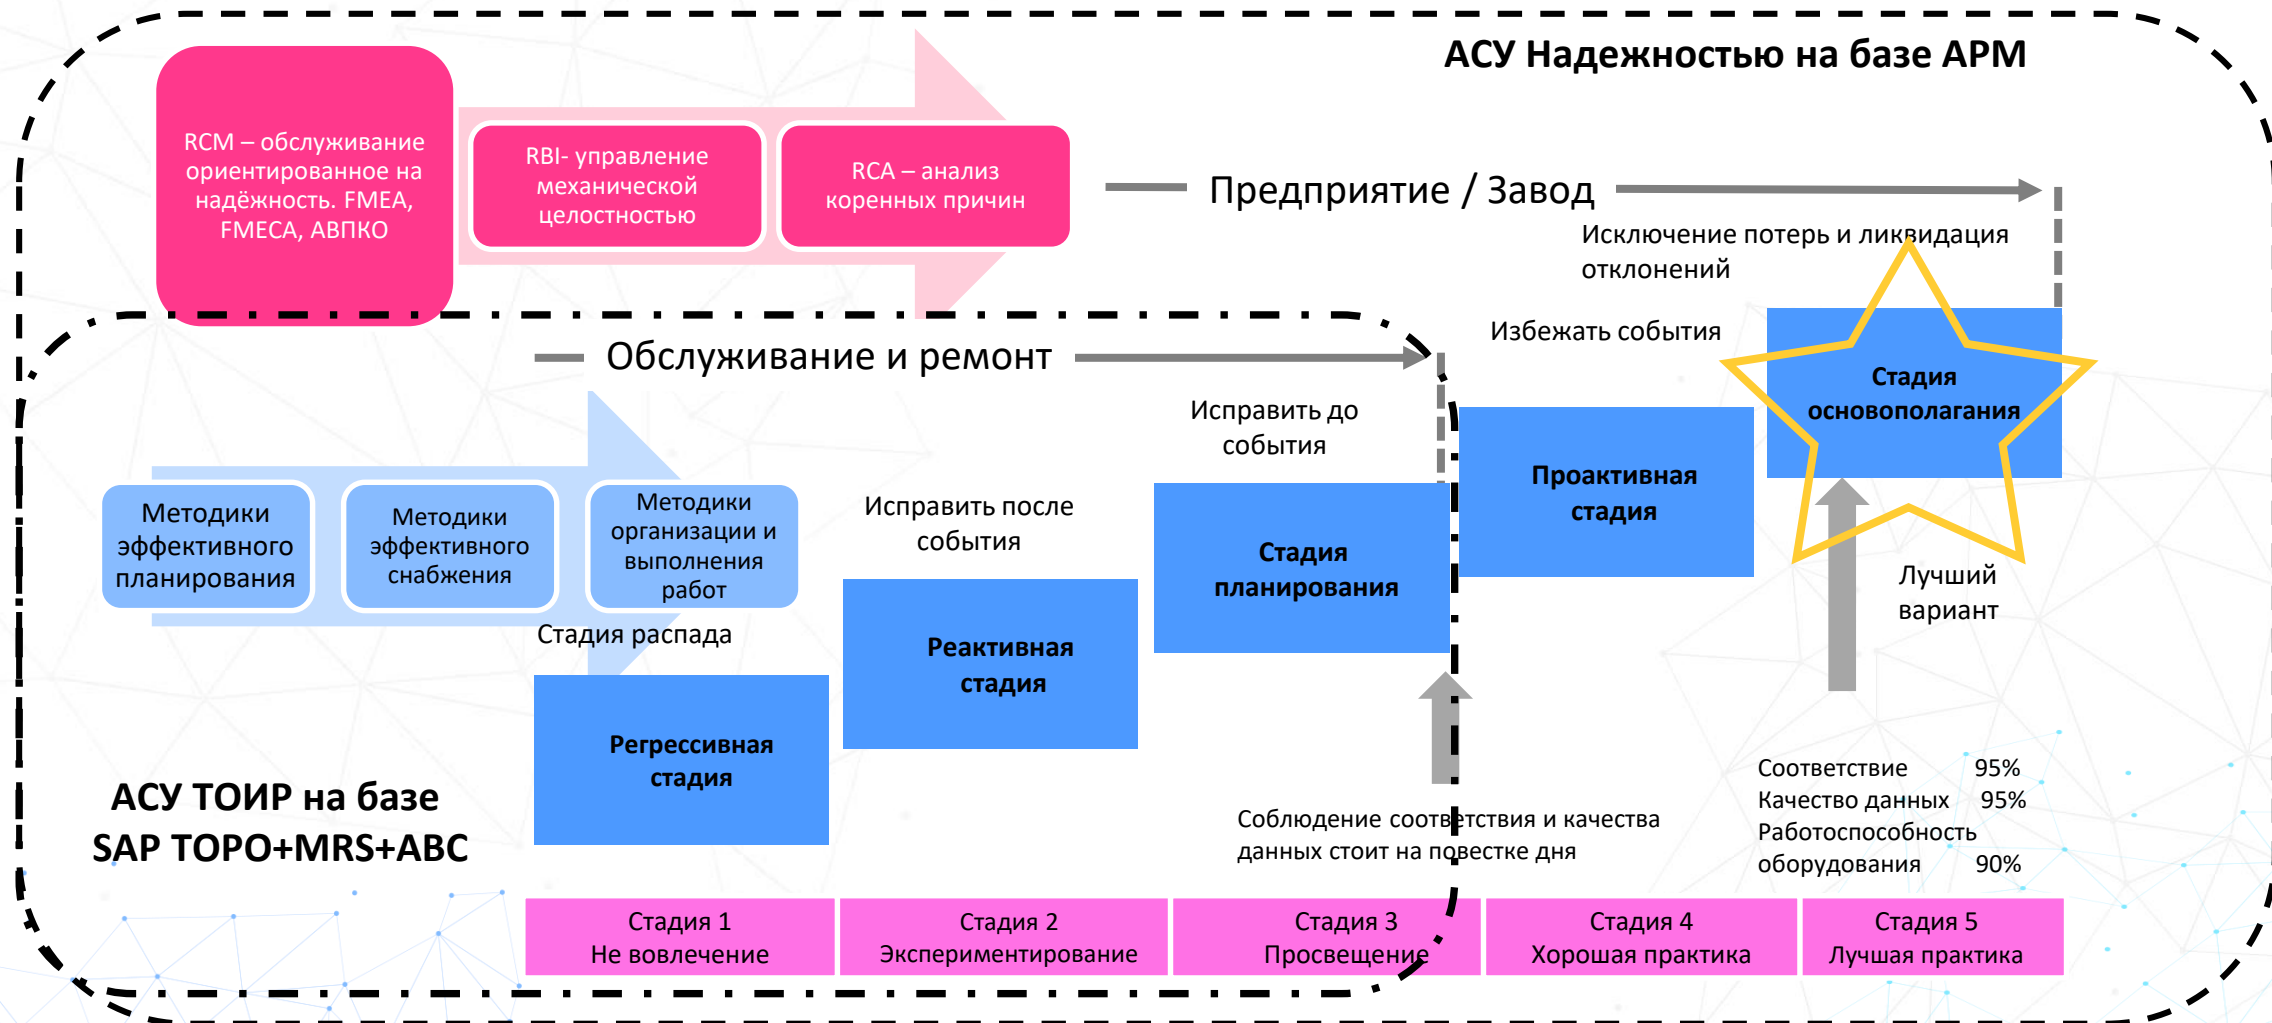 АСУ Надежностью на базе АРМ
RCM – обслуживание
ориентированное на
надёжность. FMEA,
FMECA, АВПКО
RBI- управление
механической
целостностью
RCA – анализ
коренных причин
Предприятие / Завод
Исключение потерь и ликвидация
отклонений
Избежать события
Обслуживание и ремонт
Стадия
основополагания
Исправить до
события
Проактивная
стадия
Методики
эффективного
планирования
Методики
эффективного
снабжения
Методики
организации и
выполнения
работ
Исправить после
события
Стадия
планирования
Лучший
вариант
Стадия распада
Реактивная
стадия
Регрессивная
стадия
АСУ ТОИР на базе
SAP ТОРО+MRS+ABC
Соблюдение соответствия и качества
данных стоит на повестке дня
Соответствие 95%
Качество данных 95%
Работоспособность
оборудования 90%
Стадия 1
Не вовлечение
Стадия 2
Экспериментирование
Стадия 3
Просвещение
Стадия 4
Хорошая практика
Стадия 5
Лучшая практика